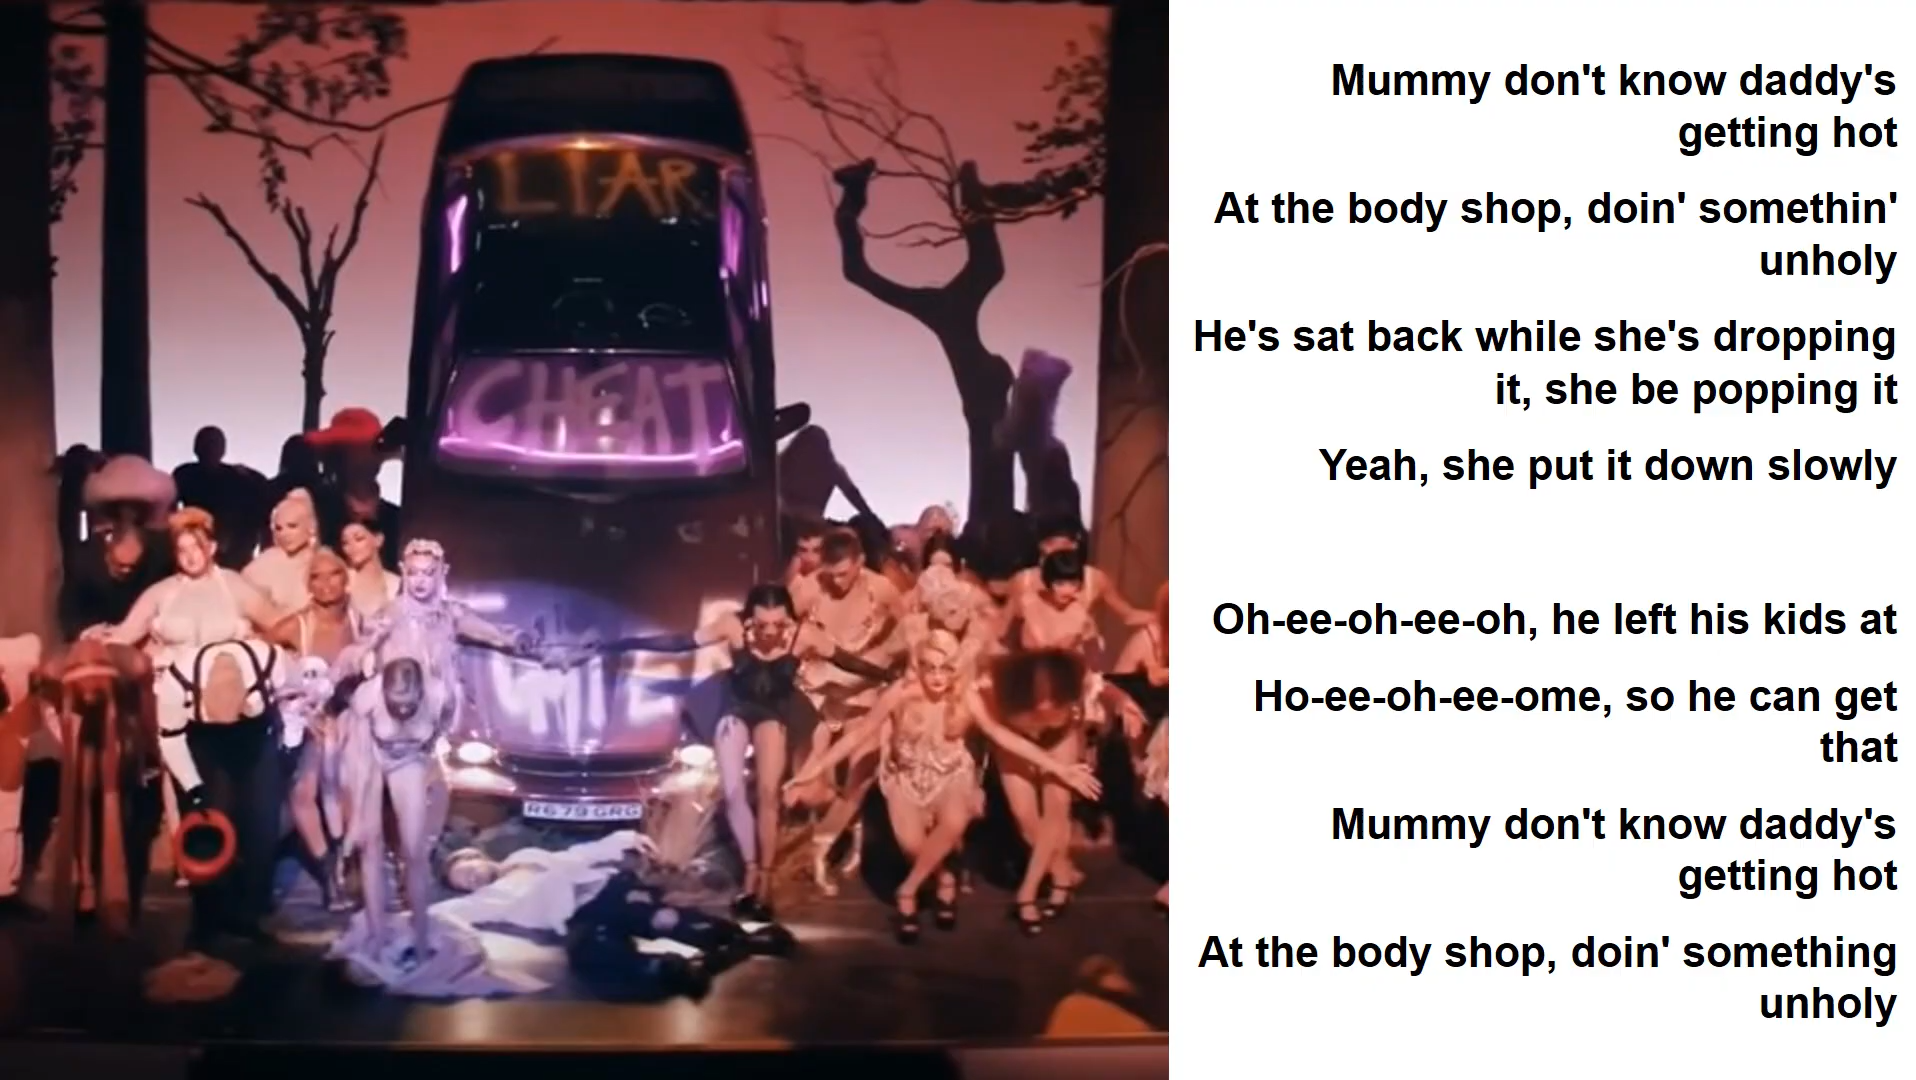 LIAR
CHEAT
R679 GRG
Mummy don't know daddy's
getting hot
At the body shop, doin' somethin'
unholy
He's sat back while she's dropping
it, she be popping it
Yeah, she put it down slowly
Oh-ee-oh-ee-oh, he left his kids at
Ho-ee-oh-ee-ome, so he can get
that
Mummy don't know daddy's
getting hot
At the body shop, doin' something
unholy